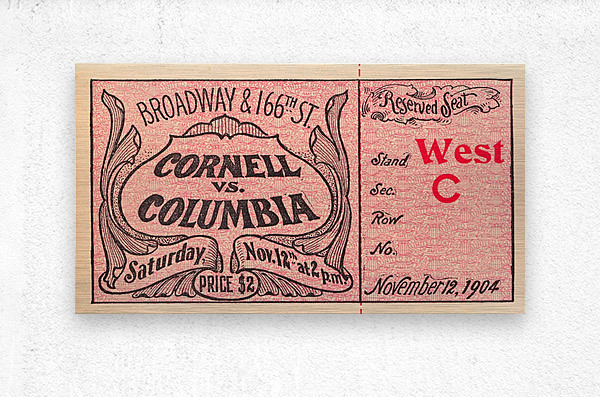 BROADWAY & 166TH ST.
CORNELL
VS.
COLUMBIA
Saturday, Nov. 12th at 2 p.m.
PRICE $2
Reserved Seat
Stand West
Sec. C
Row
No.
November 12, 1904